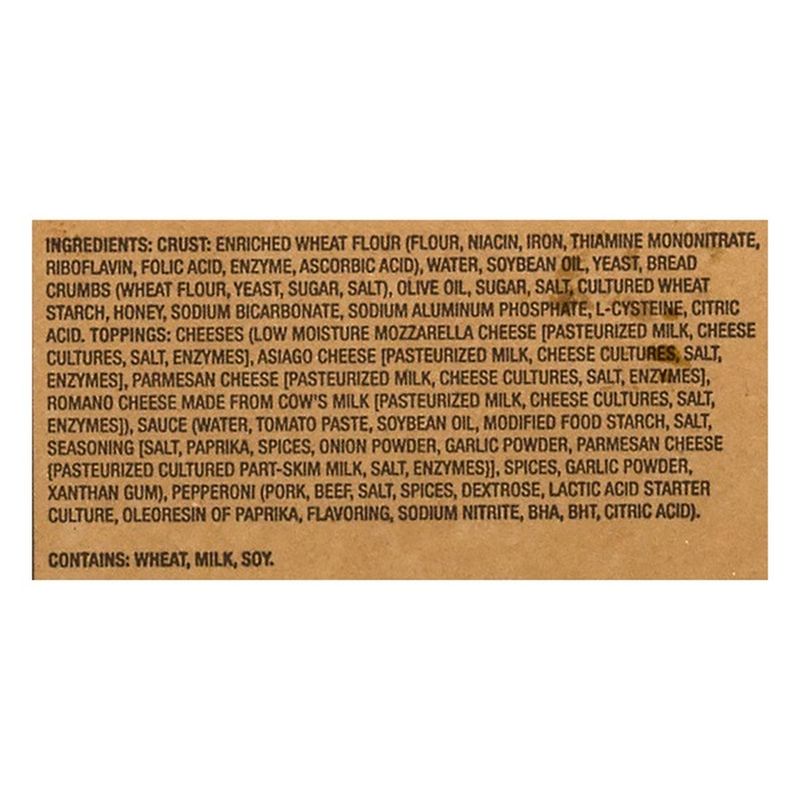 INGREDIENTS: CRUST: ENRICHED WHEAT FLOUR (FLOUR, NIACIN, IRON, THIAMINE MONONITRATE,
RIBOFLAVIN, FOLIC ACID, ENZYME, ASCORBIC ACID), WATER, SOYBEAN OIL, YEAST, BREAD
CRUMBS (WHEAT FLOUR, YEAST, SUGAR, SALT), OLIVE OIL, SUGAR, SALT, CULTURED WHEAT
STARCH, HONEY, SODIUM BICARBONATE, SODIUM ALUMINUM PHOSPHATE, L-CYSTEINE, CITRIC
ACID. TOPPINGS: CHEESES (LOW MOISTURE MOZZARELLA CHEESE [PASTEURIZED MILK, CHEESE
CULTURES, SALT, ENZYMES], ASIAGO CHEESE [PASTEURIZED MILK, CHEESE CULTURES, SALT,
ENZYMES], PARMESAN CHEESE [PASTEURIZED MILK, CHEESE CULTURES, SALT, ENZYMES],
ROMANO CHEESE MADE FROM COW'S MILK [PASTEURIZED MILK, CHEESE CULTURES, SALT,
ENZYMES]), SAUCE (WATER, TOMATO PASTE, SOYBEAN OIL, MODIFIED FOOD STARCH, SALT,
SEASONING [SALT, PAPRIKA, SPICES, ONION POWDER, GARLIC POWDER, PARMESAN CHEESE
{PASTEURIZED CULTURED PART-SKIM MILK, SALT, ENZYMES}], SPICES, GARLIC POWDER,
XANTHAN GUM), PEPPERONI (PORK, BEEF, SALT, SPICES, DEXTROSE, LACTIC ACID STARTER
CULTURE, OLEORESIN OF PAPRIKA, FLAVORING, SODIUM NITRITE, BHA, BHT, CITRIC ACID).
CONTAINS: WHEAT, MILK, SOY.